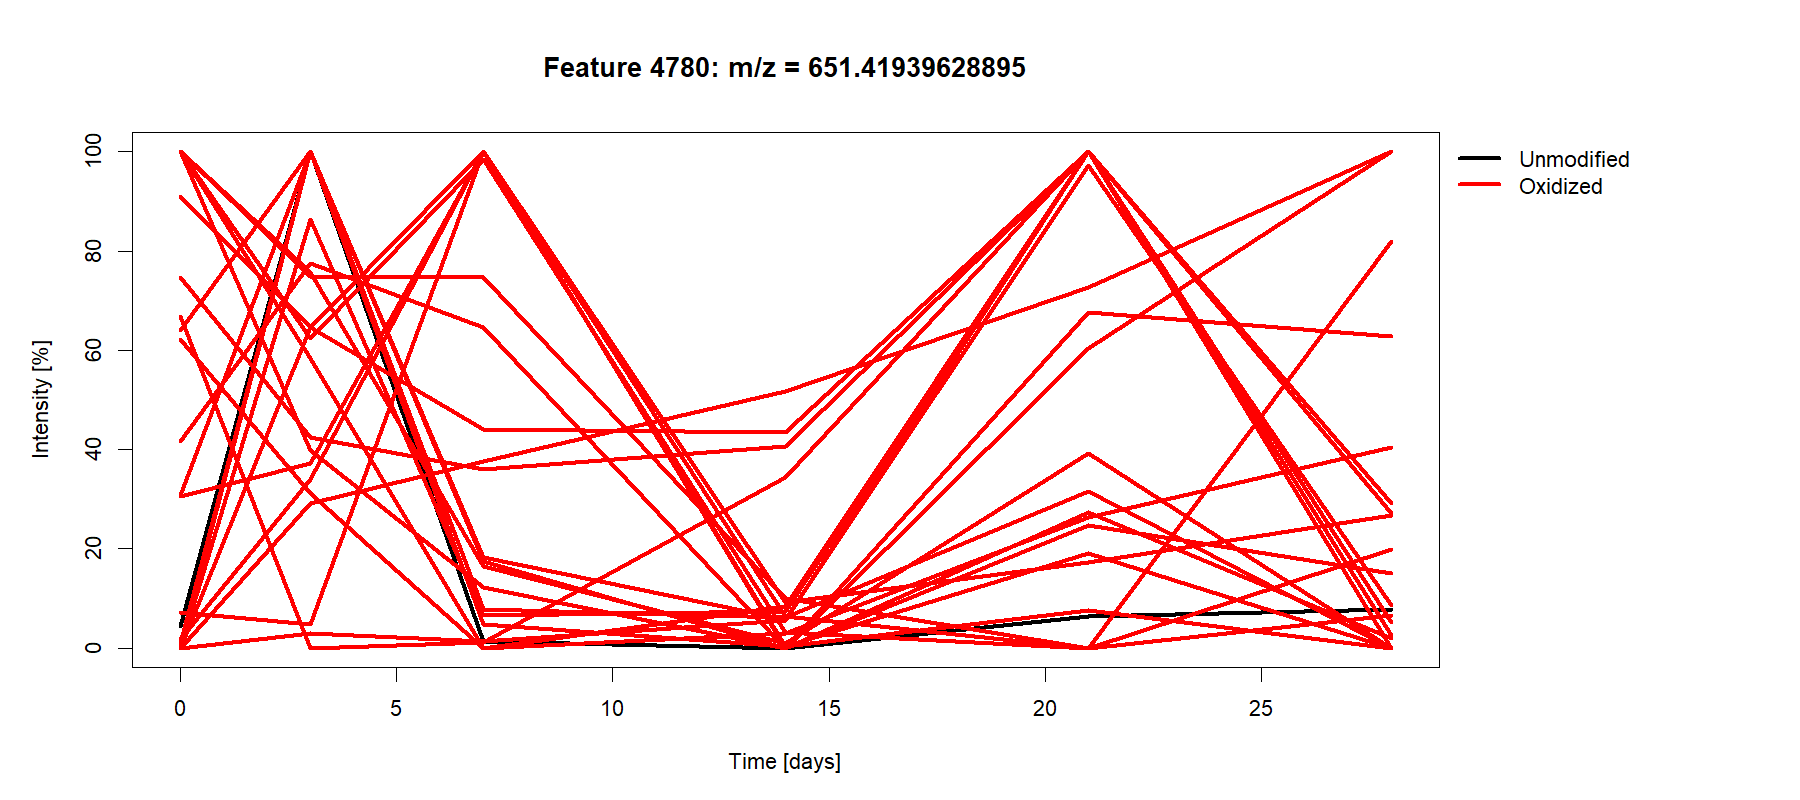 Feature 4780: m/z = 651.41939628895
Unmodified
Oxidized
Intensity [%]
100
80
60
40
20
0
0 5 10 15 20 25
Time [days]